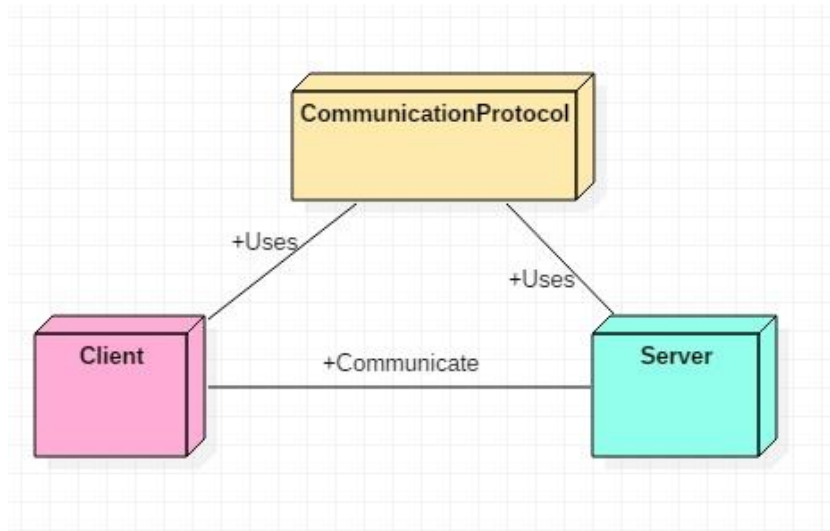 CommunicationProtocol
+Uses
+Uses
Client
+Communicate
Server